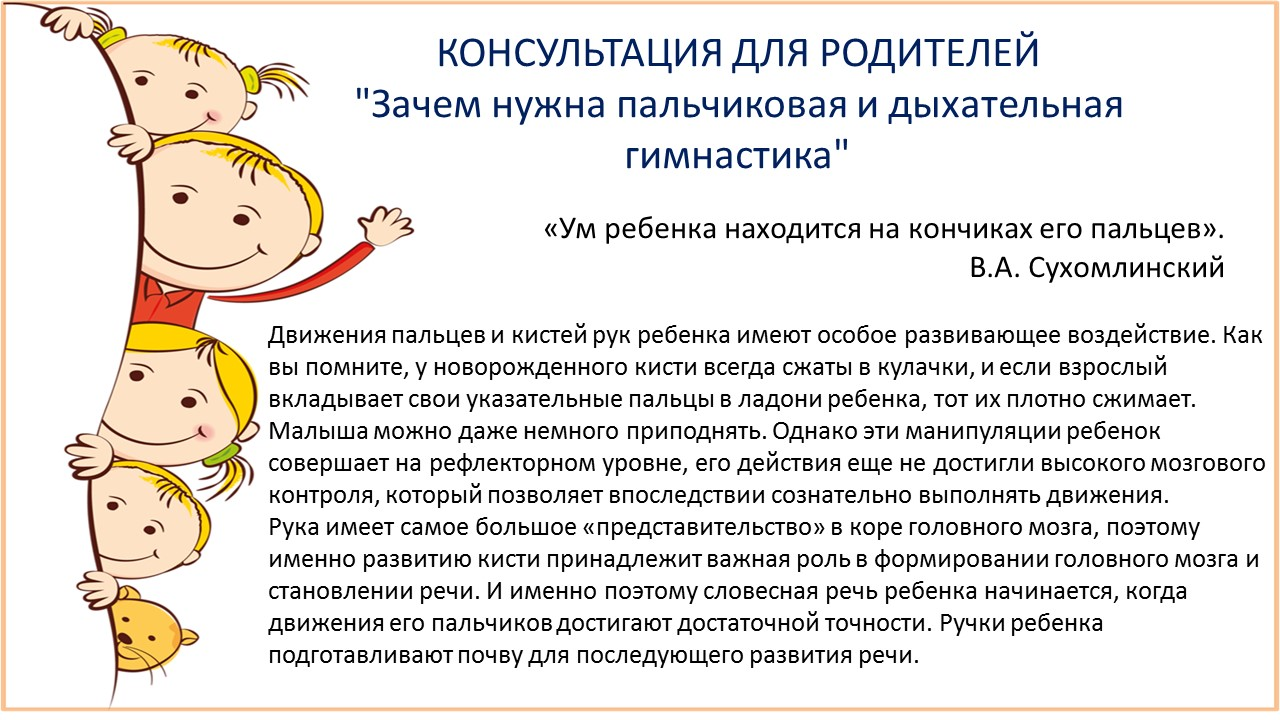 КОНСУЛЬТАЦИЯ ДЛЯ РОДИТЕЛЕЙ
"Зачем нужна пальчиковая и дыхательная
гимнастика"
«Ум ребенка находится на кончиках его пальцев».
В.А. Сухомлинский
Движения пальцев и кистей рук ребенка имеют особое развивающее воздействие. Как
вы помните, у новорожденного кисти всегда сжаты в кулачки, и если взрослый
вкладывает свои указательные пальцы в ладони ребенка, тот их плотно сжимает.
Малыша можно даже немного приподнять. Однако эти манипуляции ребенок
совершает на рефлекторном уровне, его действия еще не достигли высокого мозгового
контроля, который позволяет впоследствии сознательно выполнять движения.
Рука имеет самое большое «представительство» в коре головного мозга, поэтому
именно развитию кисти принадлежит важная роль в формировании головного мозга и
становлении речи. И именно поэтому словесная речь ребенка начинается, когда
движения его пальчиков достигают достаточной точности. Ручки ребенка
подготавливают почву для последующего развития речи.